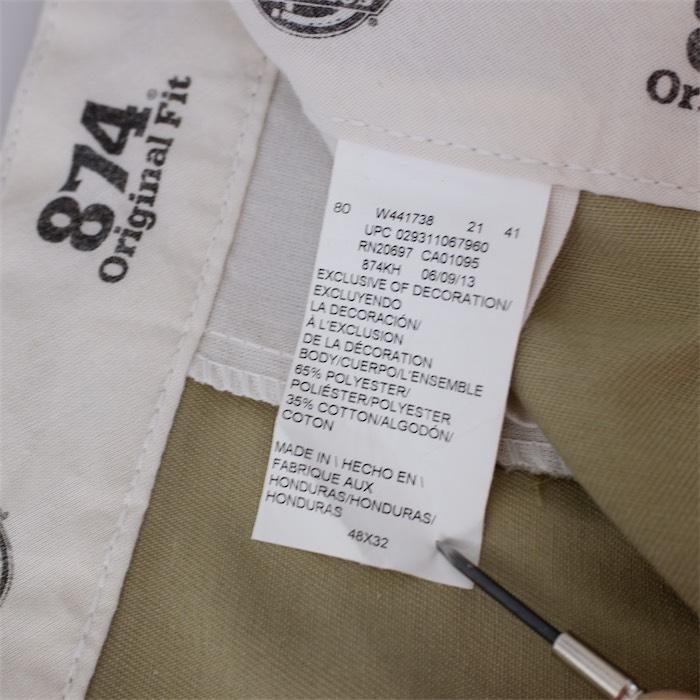 874®
Original Fit
Or
80 W441738 21 41
UPC 029311067960
RN20697 CA01095
874KH 06/09/13
EXCLUSIVE OF DECORATION/
EXCLUYENDO
LA DECORACIÓN/
À L'EXCLUSION
DE LA DÉCORATION
BODY/CUERPO/L'ENSEMBLE
65% POLYESTER/
POLIÉSTER/POLYESTER
35% COTTON/ALGODÓN/
COTON
MADE IN \ HECHO EN \
FABRIQUE AUX
HONDURAS/HONDURAS/
HONDURAS
48X32